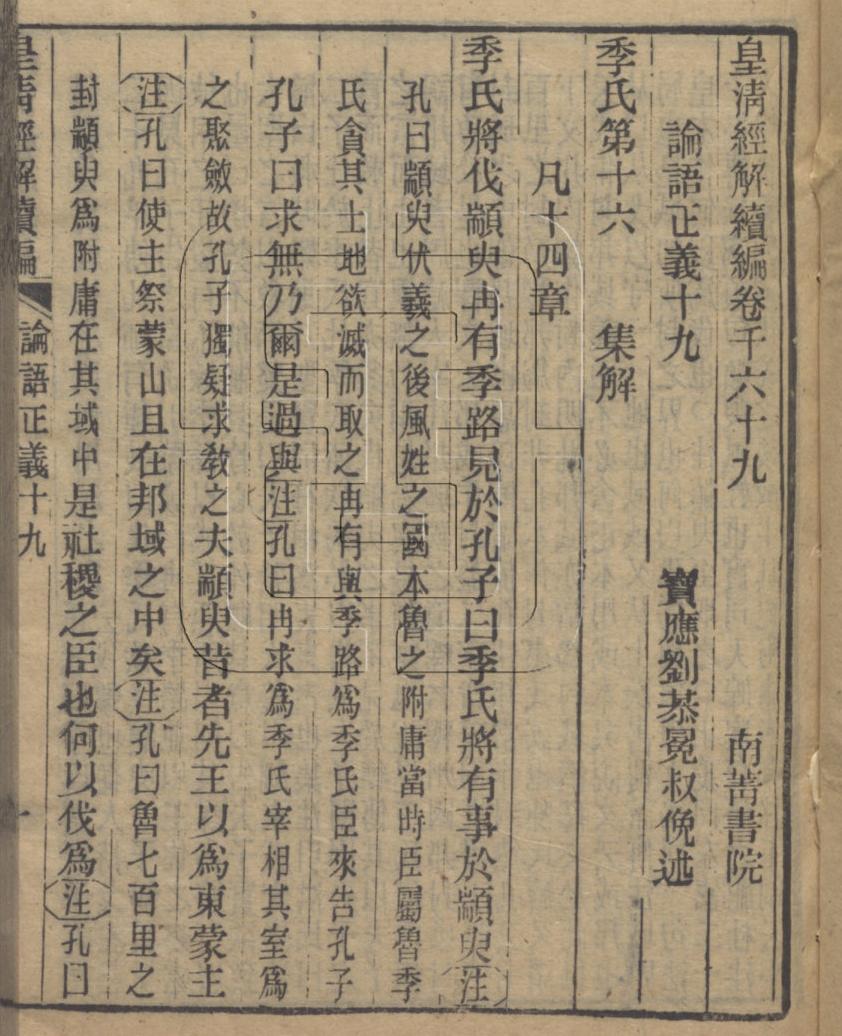 皇清經解續編卷千六十九 南菁書院
論語正義十九 寶應劉恭冕叔俛述
季氏第十六 集解
凡十四章
季氏將伐顓臾冉有季路見於孔子曰季氏將有事於顓臾注
孔曰顓臾伏羲之後風姓之國本魯之附庸當時臣屬魯季
氏貪其土地欲滅而取之冉有與季路爲季氏臣來告孔子
孔子曰求無乃爾是過與注孔曰冉求爲季氏宰相其室爲
之聚斂故孔子獨疑求敎之夫顓臾昔者先王以爲東蒙主
注孔曰使主祭蒙山且在邦域之中矣注孔曰魯七百里之
封顓臾爲附庸在其域中是社稷之臣也何以伐爲注孔曰
皇清經解續編 論語正義十九 一